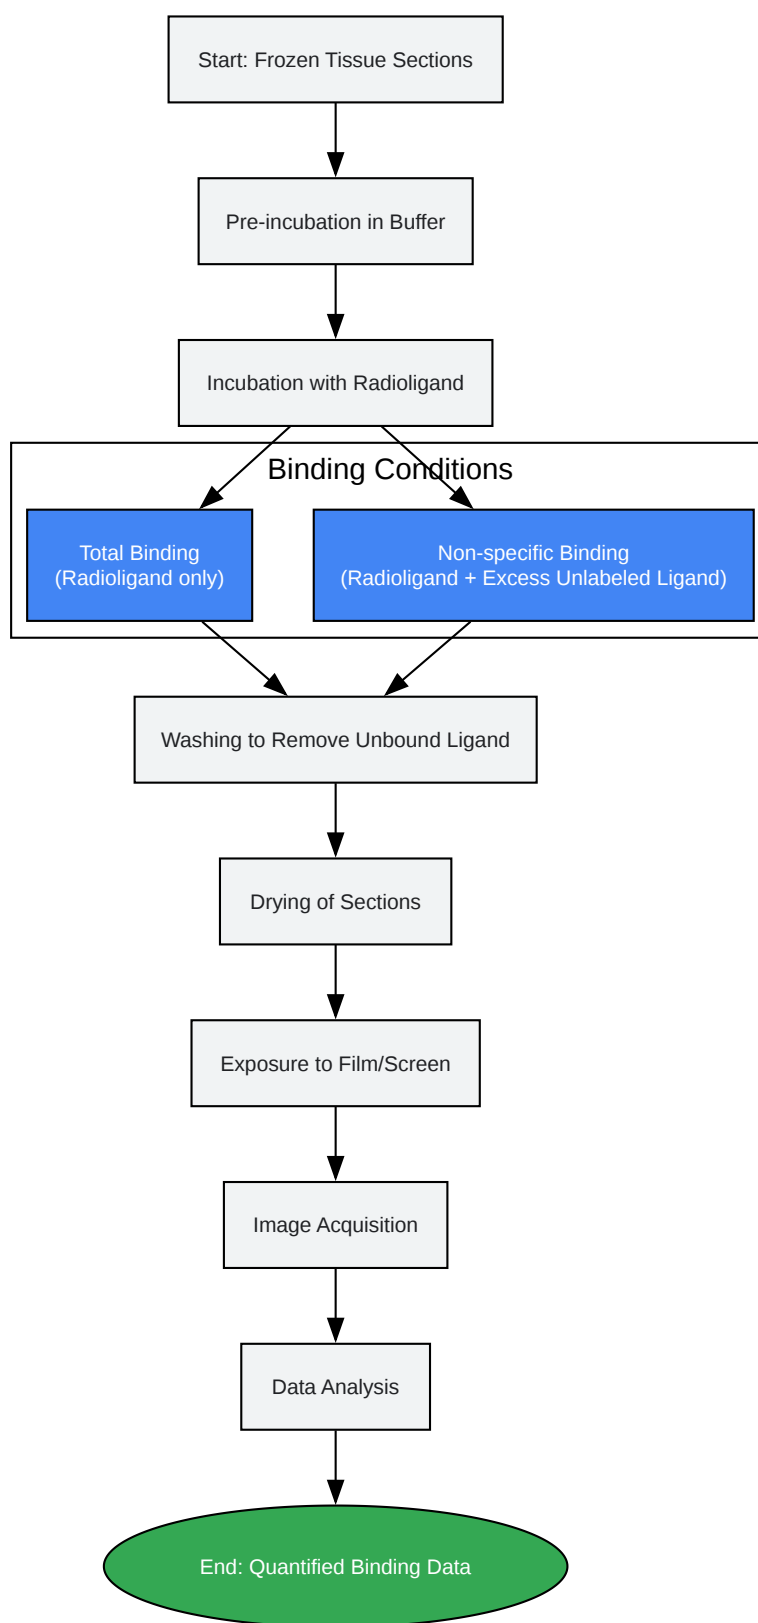 Start: Frozen Tissue Sections
Pre-incubation in Buffer
Incubation with Radioligand
Binding Conditions
Total Binding
(Radioligand only)
Non-specific Binding
(Radioligand + Excess Unlabeled Ligand)
Washing to Remove Unbound Ligand
Drying of Sections
Exposure to Film/Screen
Image Acquisition
Data Analysis
End: Quantified Binding Data